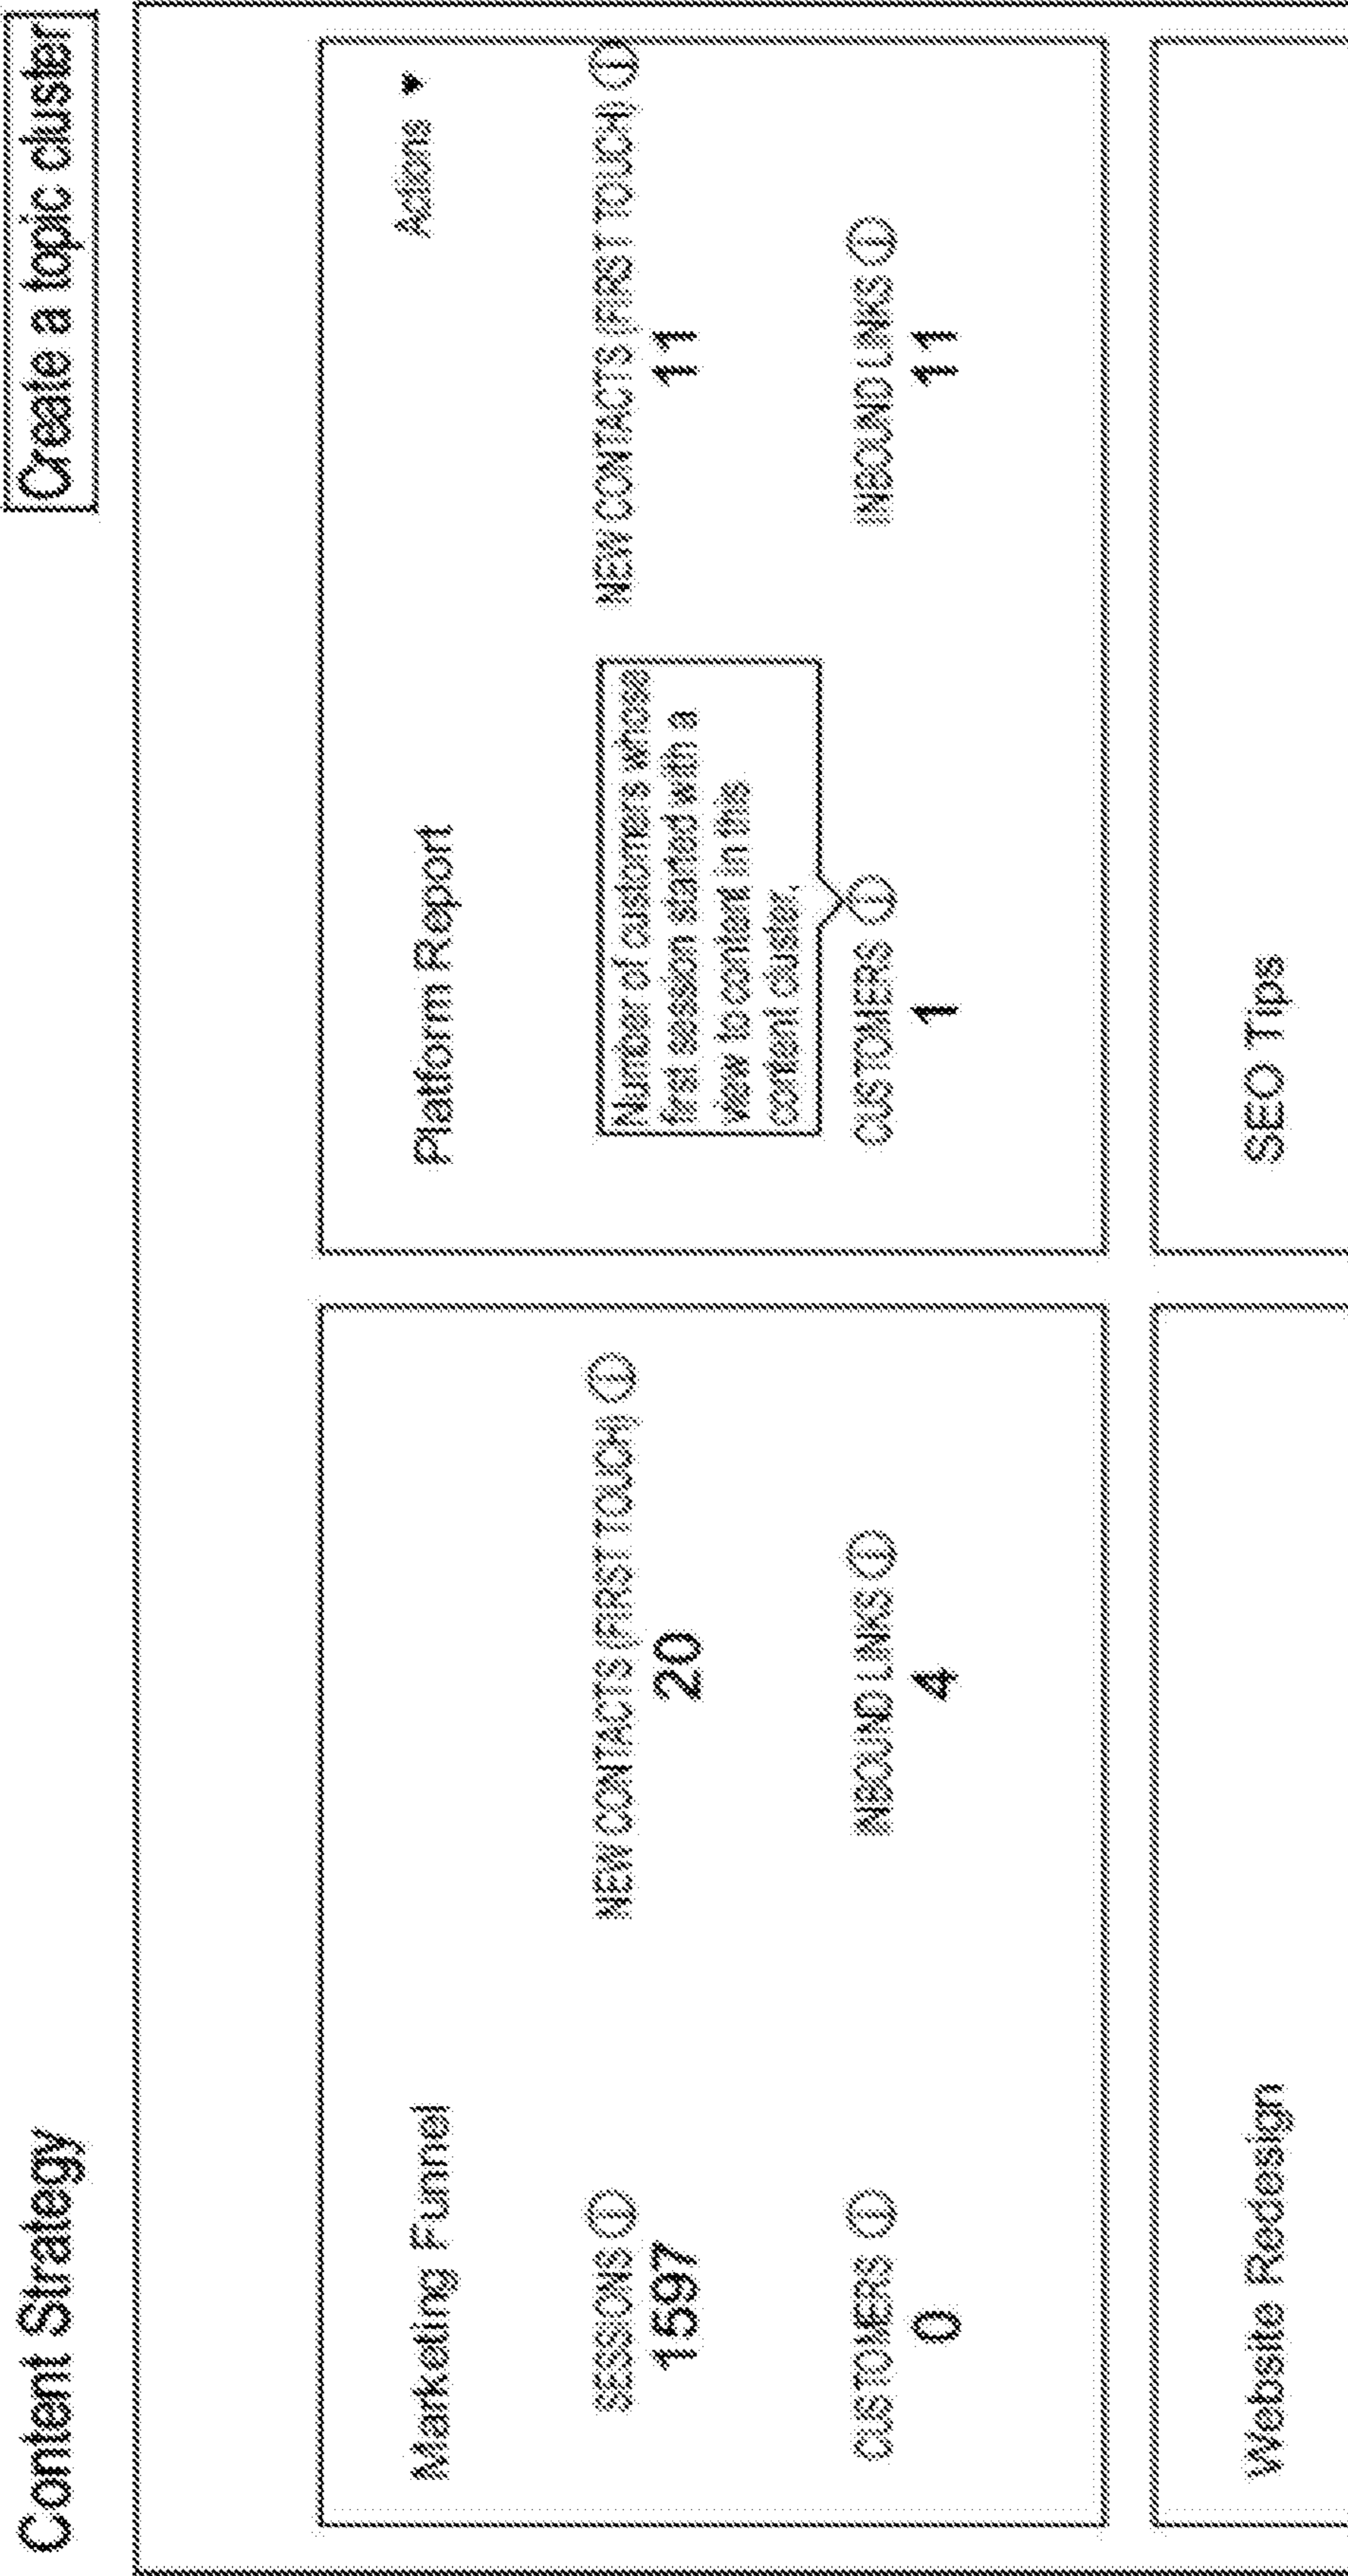 Content Strategy
Create a topic cluster
Marketing Funnel
SESSIONS ⓘ
1597
NEW CONTACTS (FIRST TOUCH) ⓘ
20
CUSTOMERS ⓘ
0
INBOUND LINKS ⓘ
4
Platform Report
Actions ▼
Number of customers whose
first session started with a
view to content in this
content cluster.
NEW CONTACTS (FIRST TOUCH) ⓘ
11
CUSTOMERS ⓘ
1
INBOUND LINKS ⓘ
11
Website Redesign
SEO Tips